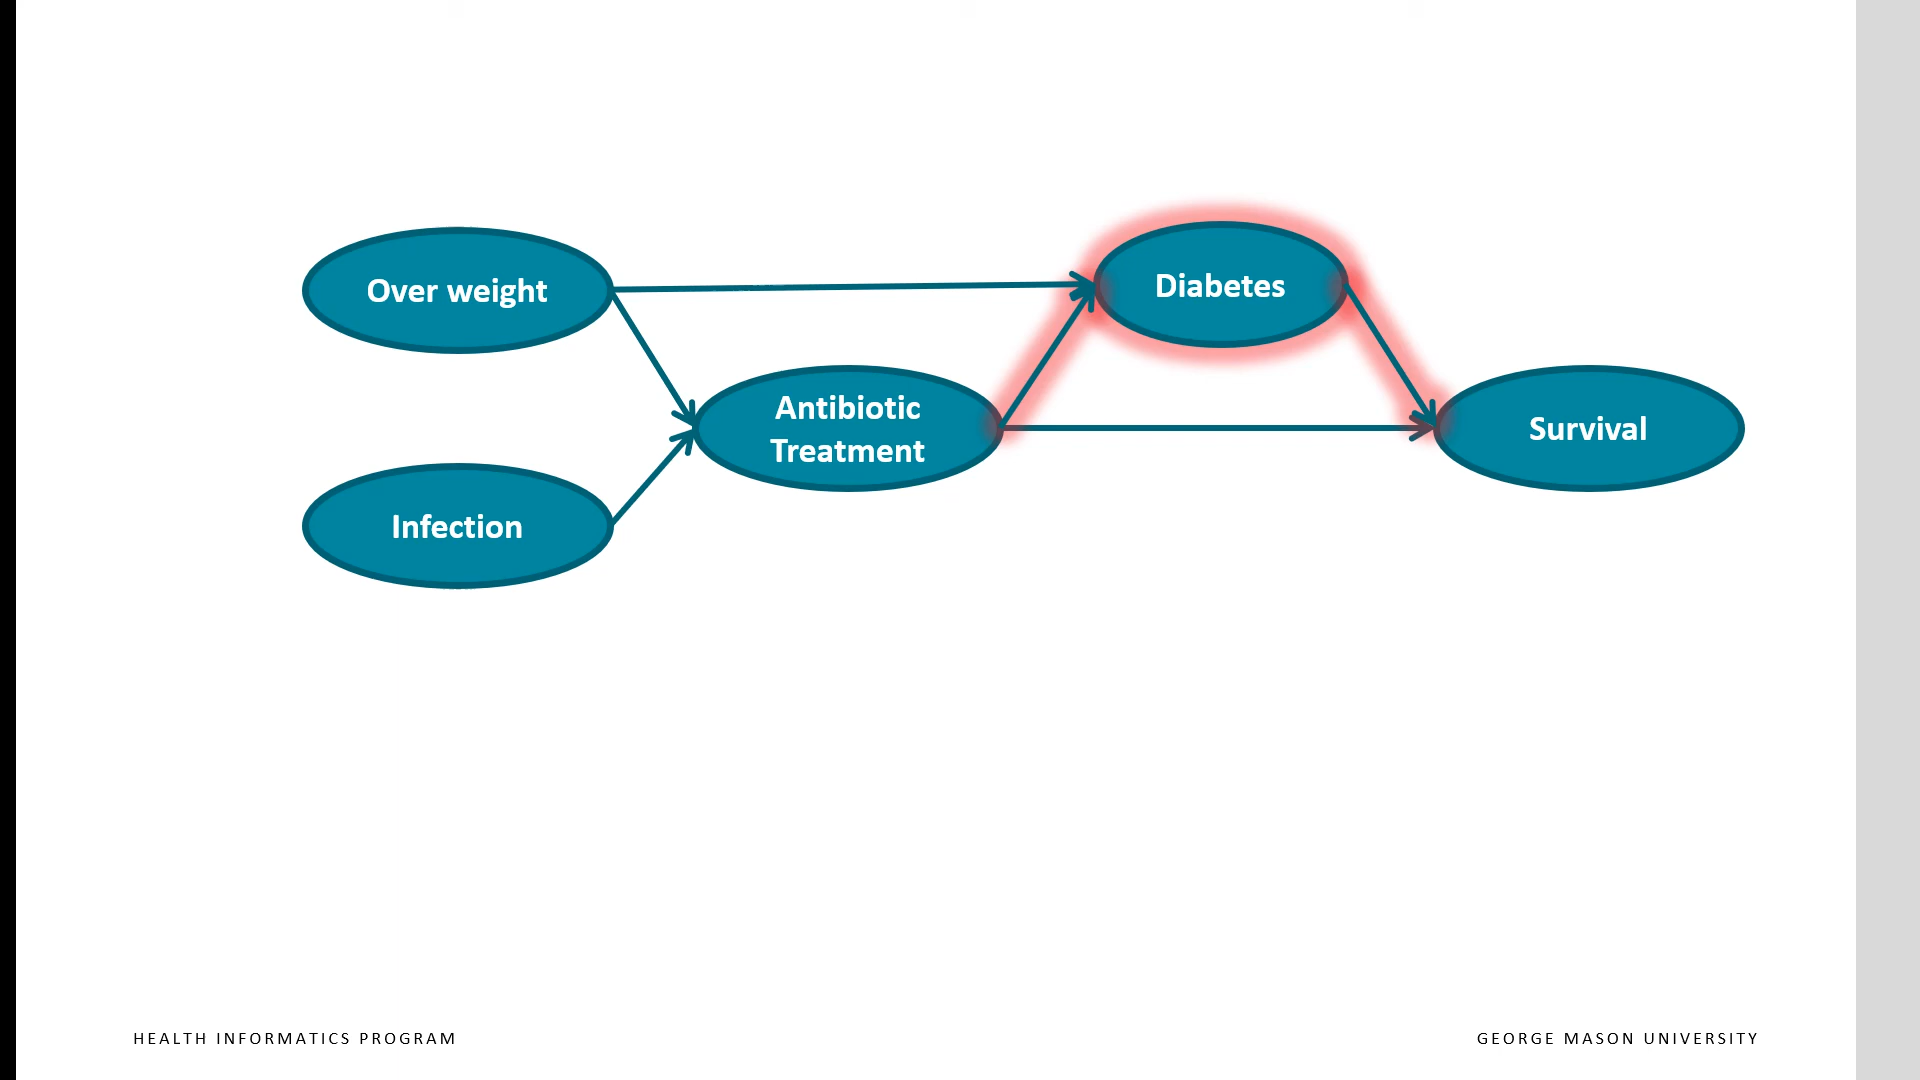 Over weight
Diabetes
Antibiotic
Treatment
Survival
Infection
HEALTH INFORMATICS PROGRAM
GEORGE MASON UNIVERSITY